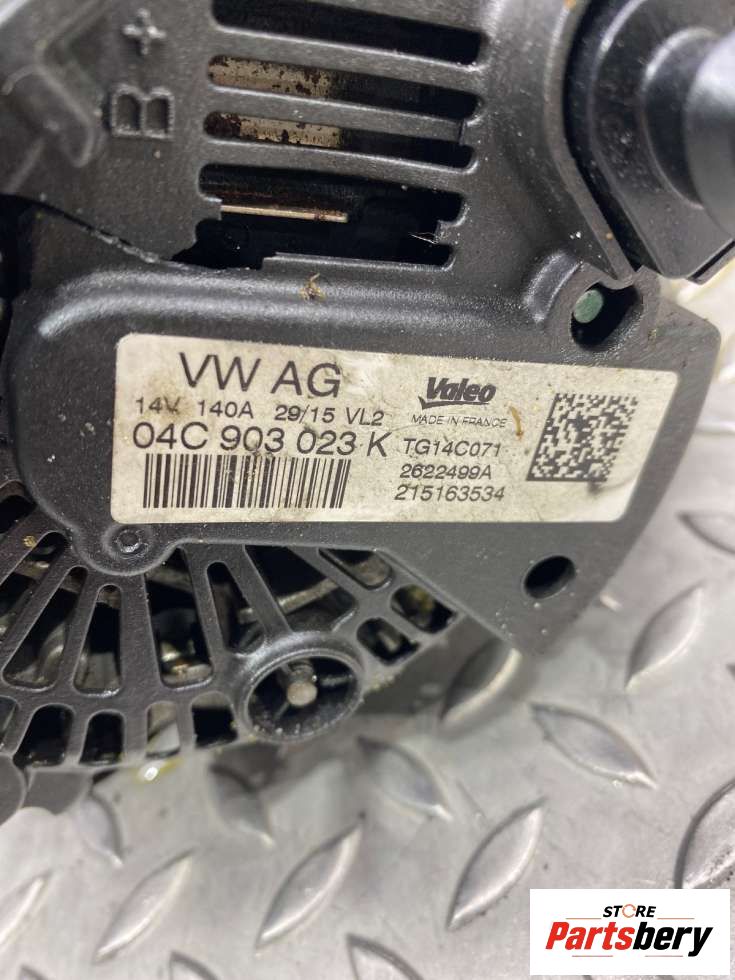 B+
VW AG
14V 140A 29/15 VL2
04C 903 023 K
Valeo
MADE IN FRANCE
TG14C071
2622499A
215163534
STORE
Partsbery